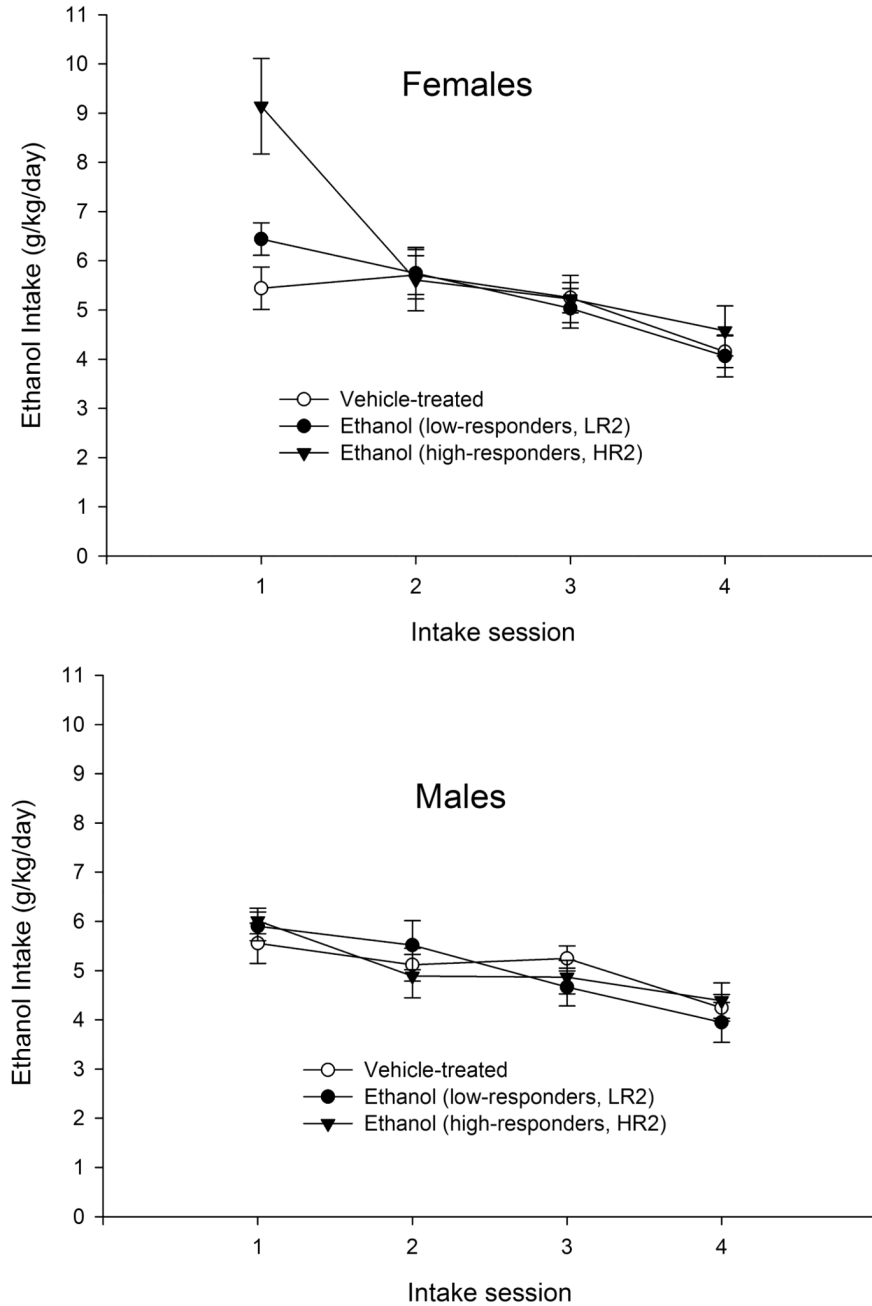 11
10
Females
9
8
7
6
5
4
3
2
1
0
Ethanol Intake (g/kg/day)
Vehicle-treated
Ethanol (low-responders, LR2)
Ethanol (high-responders, HR2)
1 2 3 4
Intake session
11
10
9
8
7
6
5
4
3
2
1
0
Males
Ethanol Intake (g/kg/day)
Vehicle-treated
Ethanol (low-responders, LR2)
Ethanol (high-responders, HR2)
1 2 3 4
Intake session